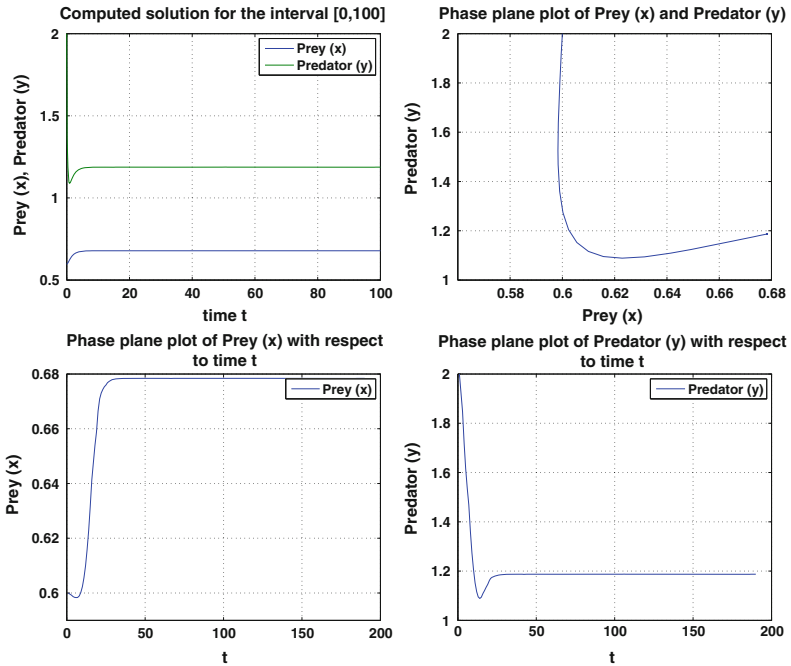 Computed solution for the interval [0,100]
2
1.5
1
0.5
0
20
40
60
80
100
Prey (x), Predator (y)
time t
Prey (x)
Predator (y)
Phase plane plot of Prey (x) and Predator (y)
2
1.8
1.6
1.4
1.2
1
0.58
0.6
0.62
0.64
0.66
0.68
Predator (y)
Prey (x)
Phase plane plot of Prey (x) with respect
to time t
0.68
0.66
0.64
0.62
0.6
0
50
100
150
200
Prey (x)
t
Prey (x)
Phase plane plot of Predator (y) with respect
to time t
2
1.8
1.6
1.4
1.2
1
0
50
100
150
200
Predator (y)
t
Predator (y)